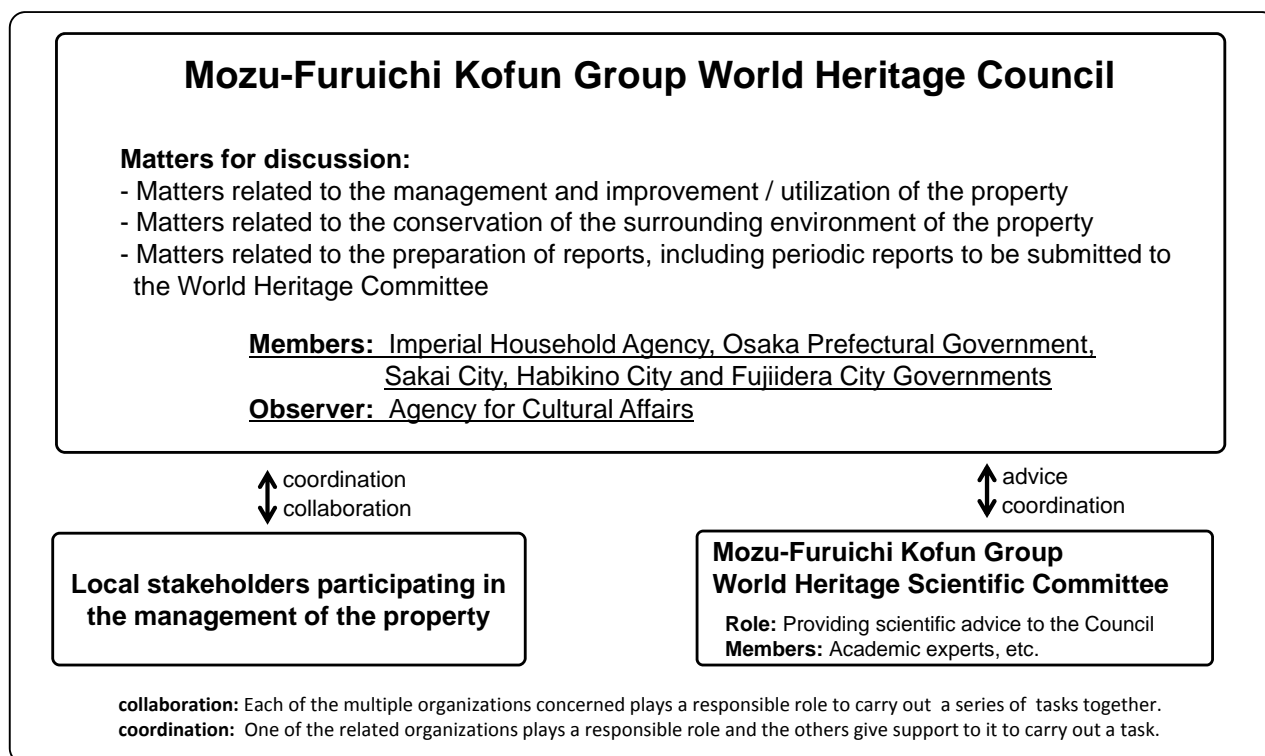 Mozu-Furuichi Kofun Group World Heritage Council
Matters for discussion:
- Matters related to the management and improvement / utilization of the property
- Matters related to the conservation of the surrounding environment of the property
- Matters related to the preparation of reports, including periodic reports to be submitted to
the World Heritage Committee
Members: Imperial Household Agency, Osaka Prefectural Government,
Sakai City, Habikino City and Fujiidera City Governments
Observer: Agency for Cultural Affairs
coordination
collaboration
advice
coordination
Local stakeholders participating in
the management of the property
Mozu-Furuichi Kofun Group
World Heritage Scientific Committee
Role: Providing scientific advice to the Council
Members: Academic experts, etc.
collaboration: Each of the multiple organizations concerned plays a responsible role to carry out a series of tasks together.
coordination: One of the related organizations plays a responsible role and the others give support to it to carry out a task.